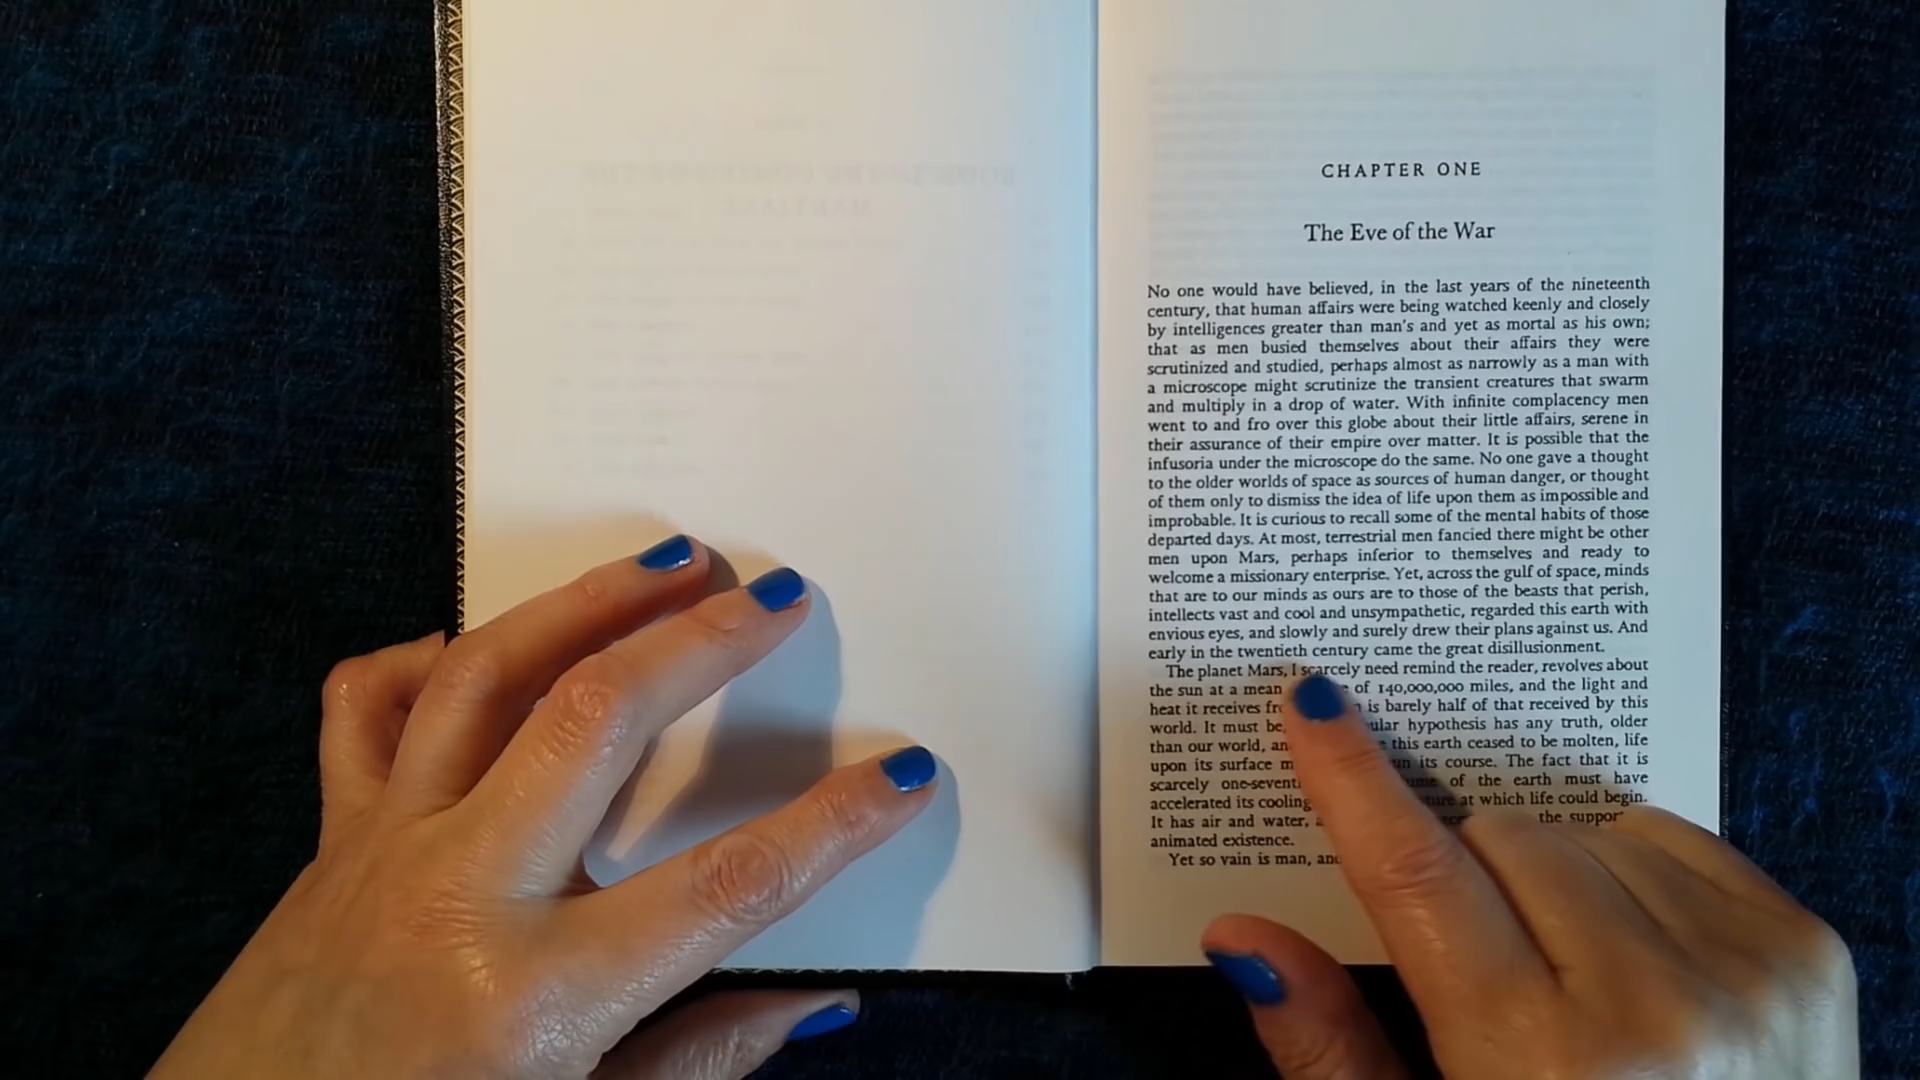 CHAPTER ONE
The Eve of the War
No one would have believed, in the last years of the nineteenth
century, that human affairs were being watched keenly and closely
by intelligences greater than man's and yet as mortal as his own;
that as men busied themselves about their affairs they were
scrutinized and studied, perhaps almost as narrowly as a man with
a microscope might scrutinize the transient creatures that swarm
and multiply in a drop of water. With infinite complacency men
went to and fro over this globe about their little affairs, serene in
their assurance of their empire over matter. It is possible that the
infusoria under the microscope do the same. No one gave a thought
to the older worlds of space as sources of human danger, or thought
of them only to dismiss the idea of life upon them as impossible and
improbable. It is curious to recall some of the mental habits of those
departed days. At most, terrestrial men fancied there might be other
men upon Mars, perhaps inferior to themselves and ready to
welcome a missionary enterprise. Yet, across the gulf of space, minds
that are to our minds as ours are to those of the beasts that perish,
intellects vast and cool and unsympathetic, regarded this earth with
envious eyes, and slowly and surely drew their plans against us. And
early in the twentieth century came the great disillusionment.
The planet Mars, I scarcely need remind the reader, revolves about
the sun at a mean of 140,000,000 miles, and the light and
heat it receives is barely half of that received by this
world. It must be, hypothesis has any truth, older
than our world, this earth ceased to be molten, life
upon its surface its course. The fact that it is
scarcely of the earth must have
accelerated its cooling at which life could begin.
It has air and water, the
animated existence.
Yet so vain is man,